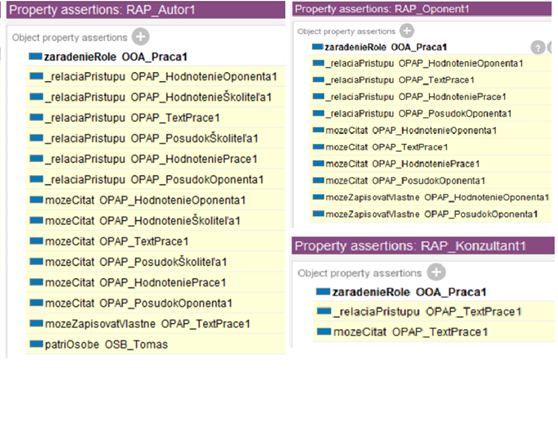 Property assertions: RAP_Autor1
Object property assertions
zaradenieRole OOA_Praca1
_relaciaPristupu OPAP_HodnotenieOponenta1
_relaciaPristupu OPAP_HodnotenieŠkoliteľa1
_relaciaPristupu OPAP_TextPrace1
_relaciaPristupu OPAP_PosudokŠkoliteľa1
_relaciaPristupu OPAP_HodnoteniePrace1
_relaciaPristupu OPAP_PosudokOponenta1
mozeCitat OPAP_HodnotenieOponenta1
mozeCitat OPAP_HodnotenieŠkoliteľa1
mozeCitat OPAP_TextPrace1
mozeCitat OPAP_PosudokŠkoliteľa1
mozeCitat OPAP_HodnoteniePrace1
mozeCitat OPAP_PosudokOponenta1
mozeZapisovatVlastne OPAP_TextPrace1
patriOsobe OSB_Tomas
Property assertions: RAP_Oponent1
Object property assertions
zaradenieRole OOA_Praca1
_relaciaPristupu OPAP_HodnotenieOponenta1
_relaciaPristupu OPAP_TextPrace1
_relaciaPristupu OPAP_HodnoteniePrace1
_relaciaPristupu OPAP_PosudokOponenta1
mozeCitat OPAP_HodnotenieOponenta1
mozeCitat OPAP_TextPrace1
mozeCitat OPAP_HodnoteniePrace1
mozeCitat OPAP_PosudokOponenta1
mozeZapisovatVlastne OPAP_HodnotenieOponenta1
mozeZapisovatVlastne OPAP_PosudokOponenta1
Property assertions: RAP_Konzultant1
Object property assertions
zaradenieRole OOA_Praca1
_relaciaPristupu OPAP_TextPrace1
mozeCitat OPAP_TextPrace1